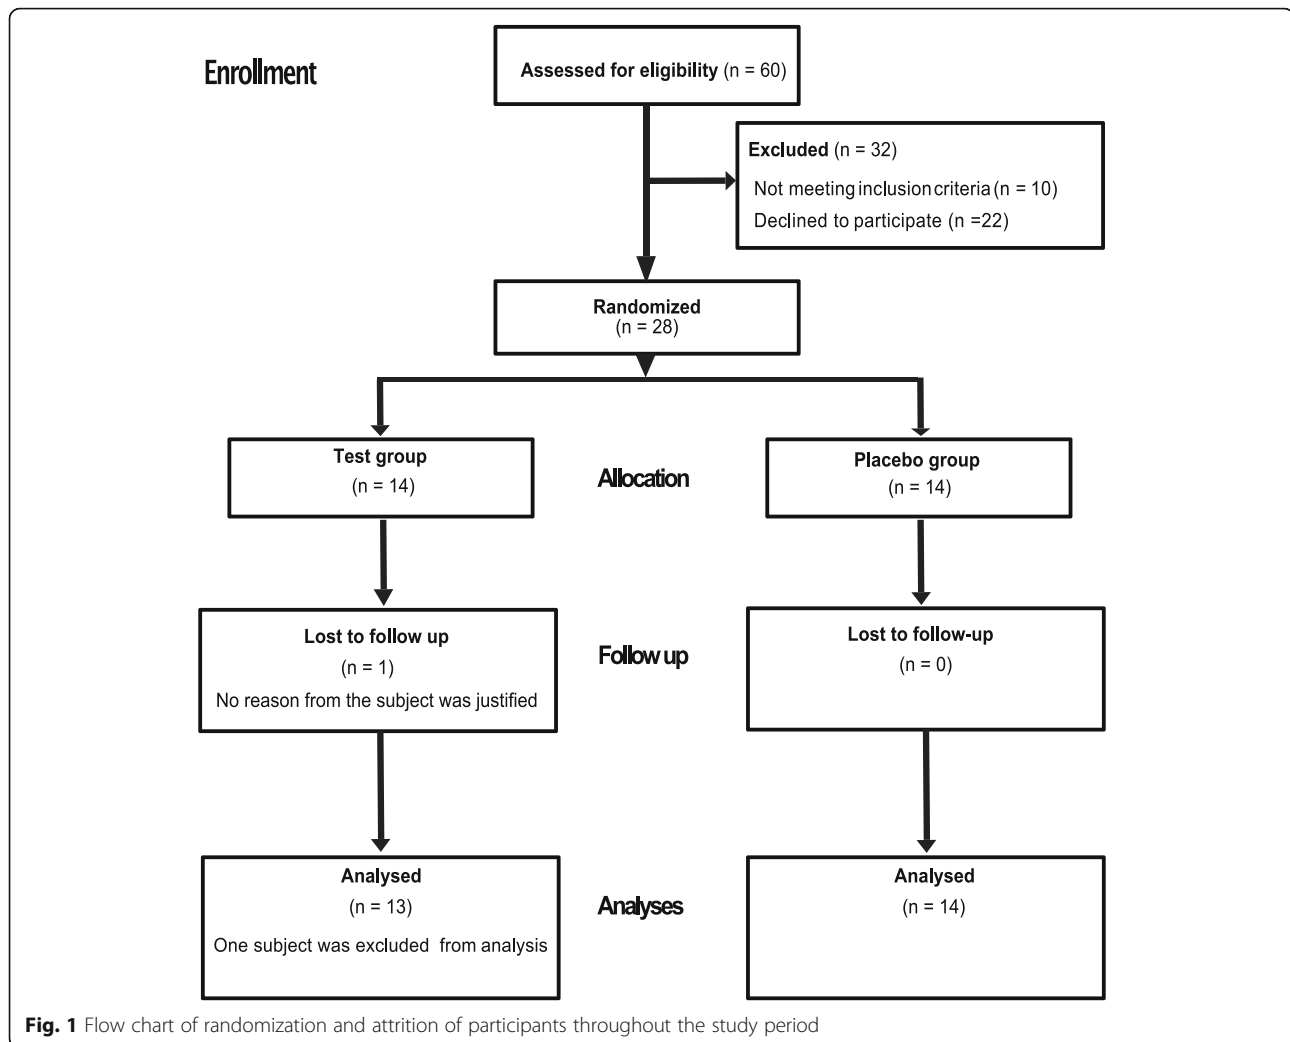 Enrollment
Assessed for eligibility (n = 60)
Excluded (n = 32)
Not meeting inclusion criteria (n = 10)
Declined to participate (n =22)
Randomized
(n = 28)
Test group
(n = 14)
Allocation
Placebo group
(n = 14)
Lost to follow up
(n = 1)
No reason from the subject was justified
Follow up
Lost to follow-up
(n = 0)
Analysed
(n = 13)
One subject was excluded from analysis
Analyses
Analysed
(n = 14)
Fig. 1 Flow chart of randomization and attrition of participants throughout the study period